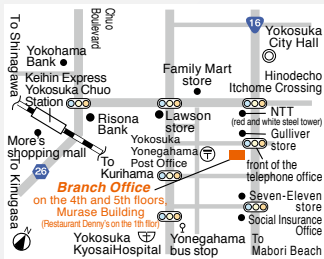 To Shinagawa
Chuo
Boulevard
16
Yokosuka
City Hall
Yokohama
Bank
Keihin Express
Yokosuka Chuo
Station
Family Mart
store
Hinodecho
Itchome Crossing
Risona
Bank
Lawson
store
NTT
(red and white steel tower)
Gulliver
store
More's
shopping mall
To
Kurihama
Yokosuka
Yonegahama
Post Office
front of the
telephone office
To Kinugasa
26
Branch Office
on the 4th and 5th floors,
Murase Building
(Restaurant Denny's on the 1th fllor)
Seven-Eleven
store
Social Insurance
Office
N
Yokosuka
KyosaiHospital
Yonegahama
bus stop
To
Mabori Beach